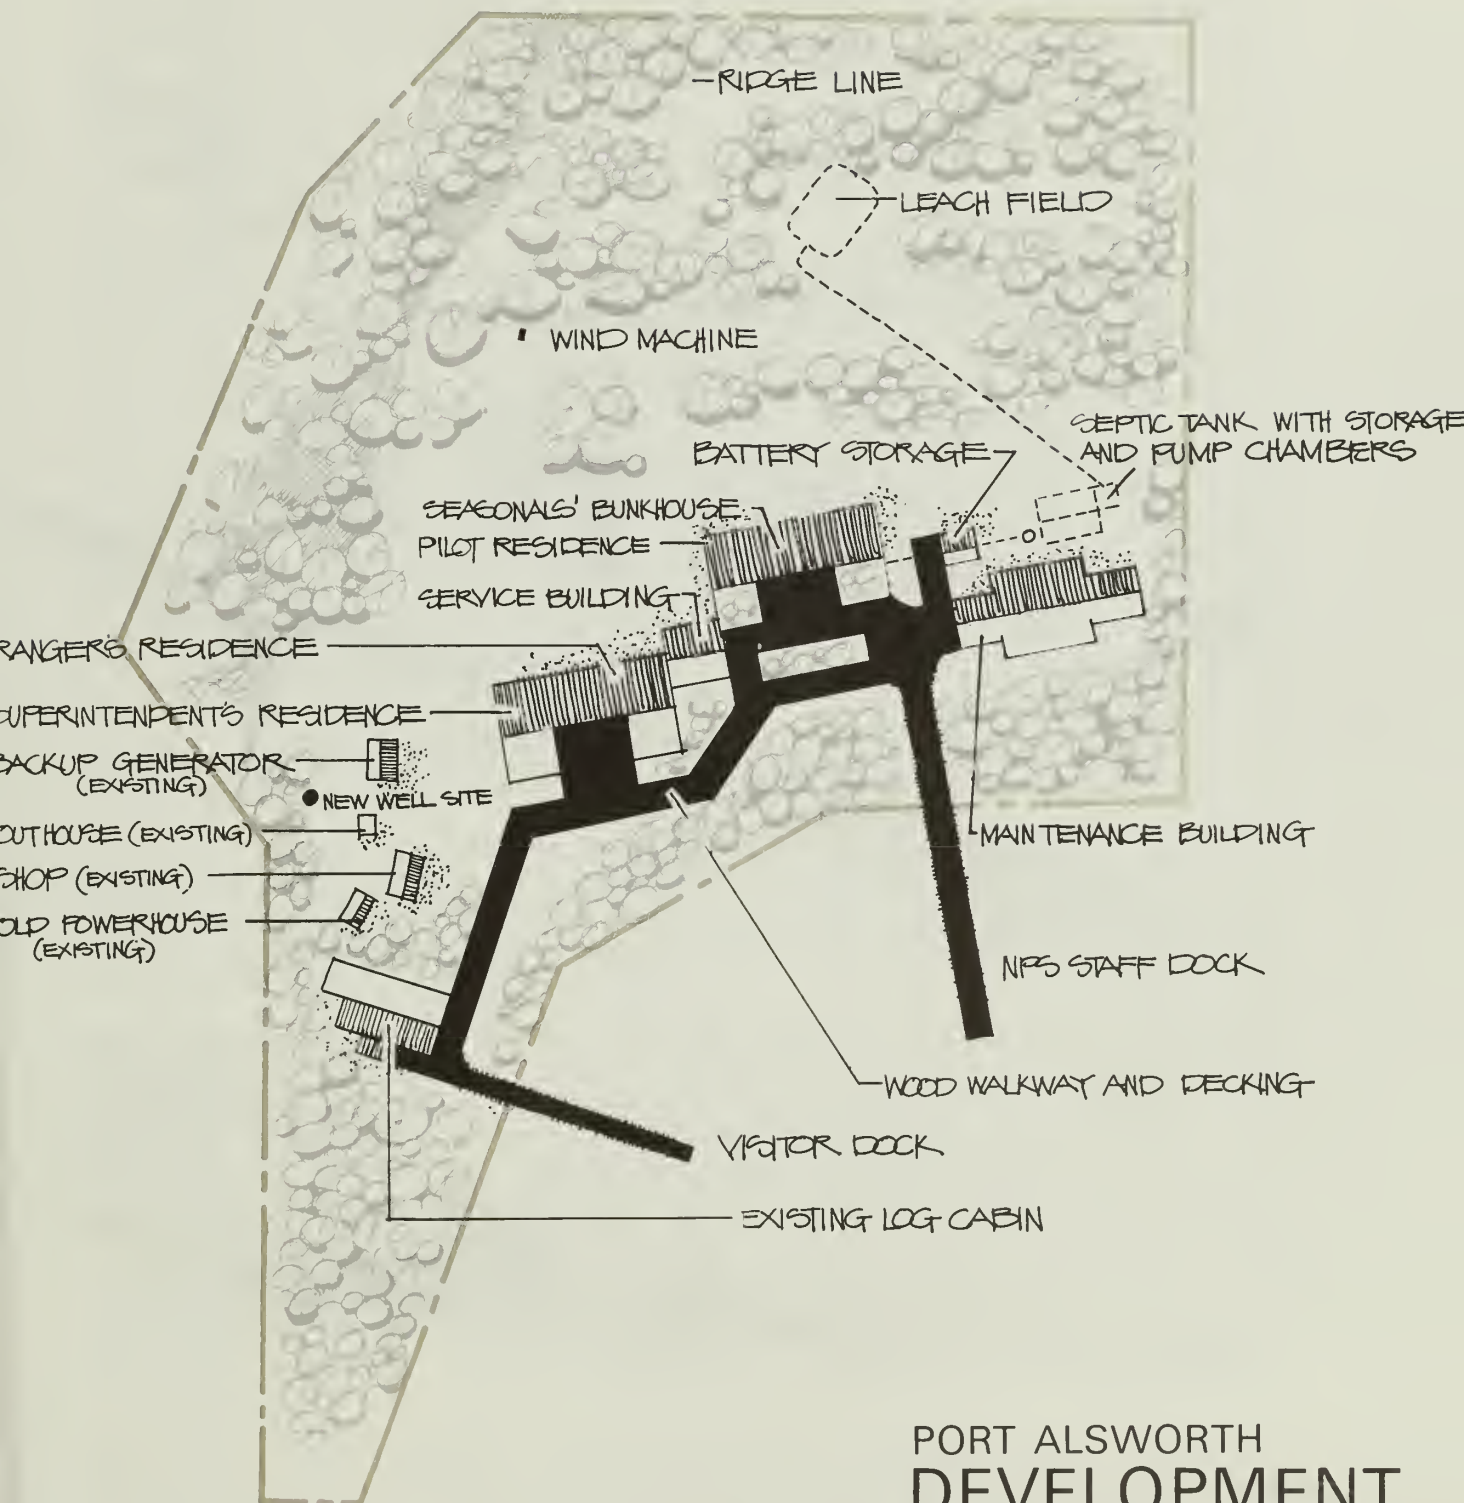 RIDGE LINE
LEACH FIELD
WIND MACHINE
SEPTIC TANK WITH STORAGE
AND PUMP CHAMBERS
BATTERY STORAGE
SEASONALS' BUNKHOUSE
PILOT RESIDENCE
SERVICE BUILDING
RANGER'S RESIDENCE
SUPERINTENDENT'S RESIDENCE
BACKUP GENERATOR
(EXISTING)
NEW WELL SITE
OUTHOUSE (EXISTING)
SHOP (EXISTING)
OLD POWERHOUSE
(EXISTING)
MAINTENANCE BUILDING
NPS STAFF DOCK
WOOD WALKWAY AND DECKING
VISITOR DOCK
EXISTING LOG CABIN
PORT ALSWORTH
DEVELOPMENT